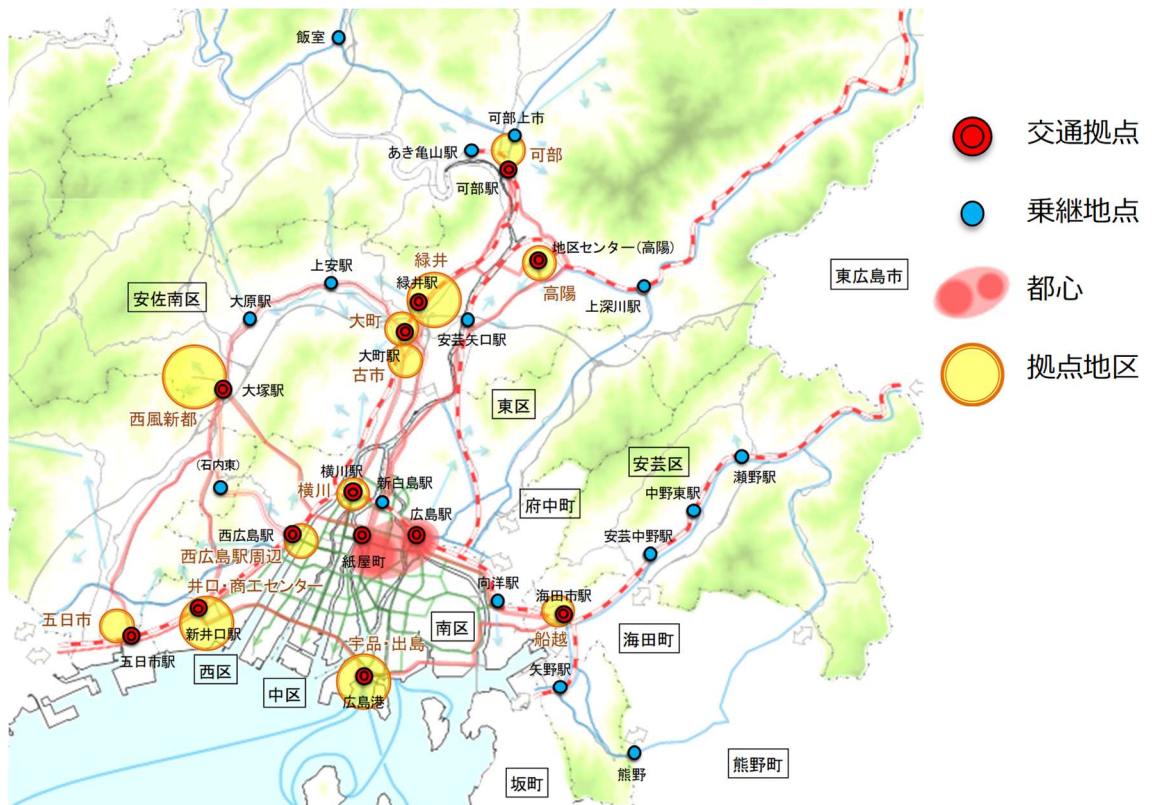 飯室
可部上市
あき亀山駅
可部
可部駅
交通拠点
乗継地点
都心
拠点地区
地区センター(高陽)
高陽
緑井
緑井駅
上安駅
安佐南区
大原駅
東広島市
上深川駅
大町
安芸矢口駅
大町駅
古市
大塚駅
西風新都
東区
安芸区
瀬野駅
(石内東)
横川駅
横川
新白島駅
中野東駅
府中町
西広島駅
広島駅
安芸中野駅
西広島駅周辺
紙屋町
井口・商工センター
向洋駅
海田市駅
五日市
新井口駅
南区
船越
海田町
宇品・出島
五日市駅
西区
中区
広島港
矢野駅
坂町
熊野
熊野町